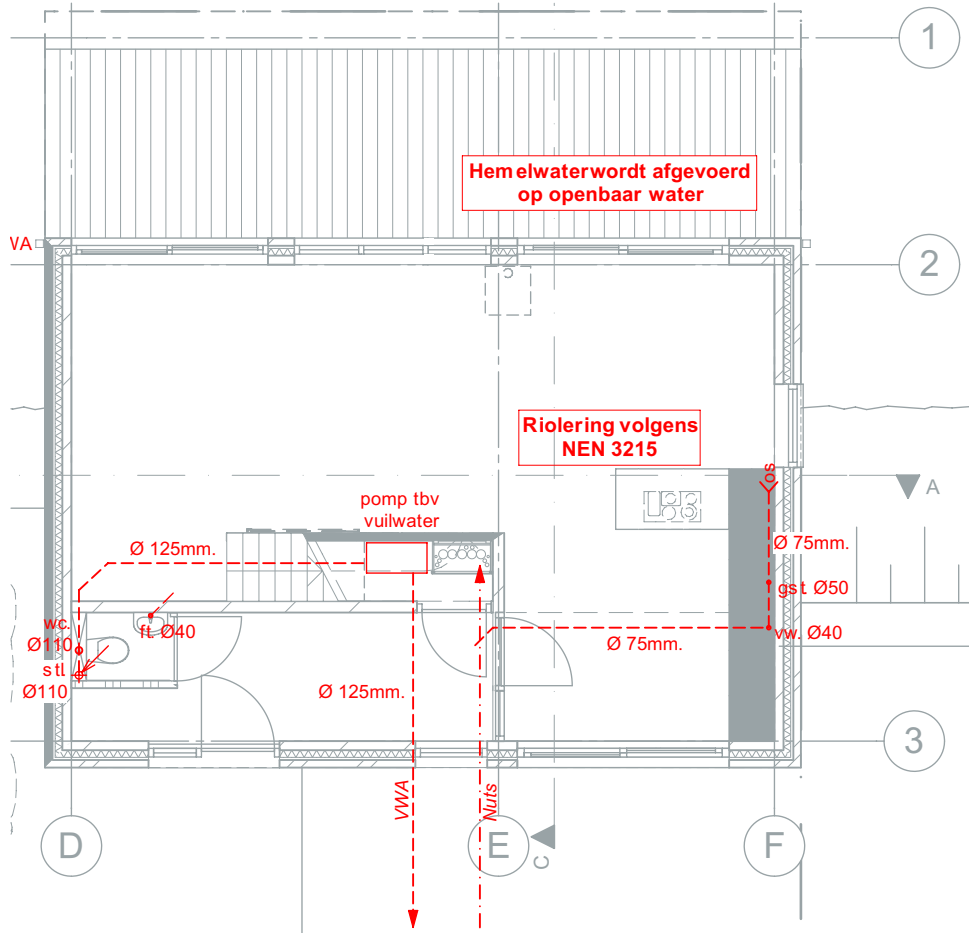 1
Hemelwaterwordt afgevoerd
op openbaar water
VA
2
Riolering volgens
NEN 3215
os
A
pomp tbv
vuilwater
Ø 125mm.
Ø 75mm.
gst Ø50
wc.
Ø110
ft. Ø40
vw. Ø40
Ø 75mm.
stl
Ø110
Ø 125mm.
3
VWA
Nuts
D
E
C
F